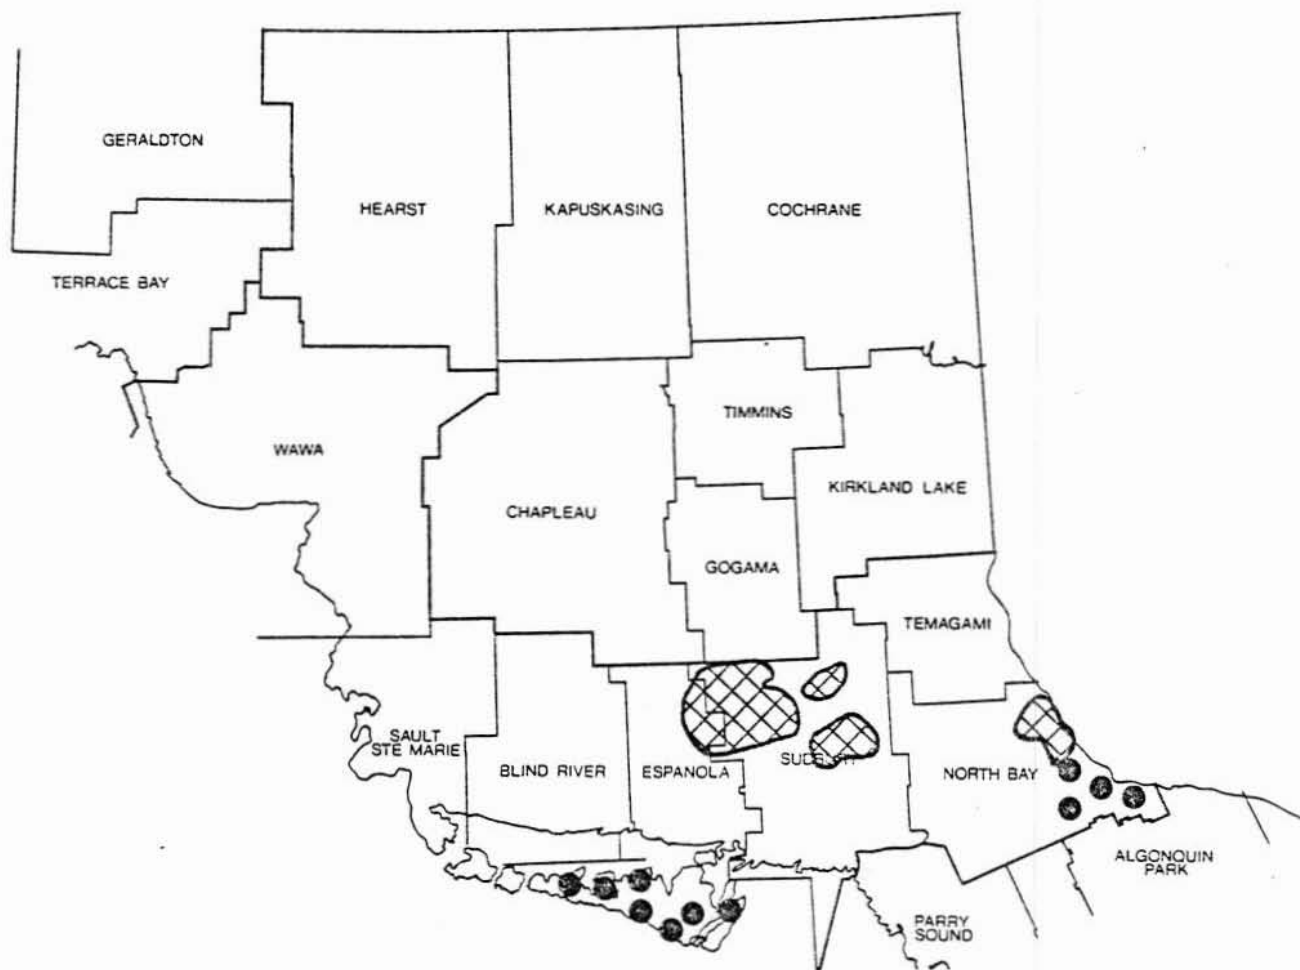 GERALDTON
HEARST
KAPUSKASING
COCHRANE
TERRACE BAY
TIMMINS
WAWA
KIRKLAND LAKE
CHAPLEAU
GOGAMA
TEMAGAMI
SAULT
STE MARIE
BLIND RIVER
ESPANOLA
NORTH BAY
ALGONQUIN
PARK
PARRY
SOUND